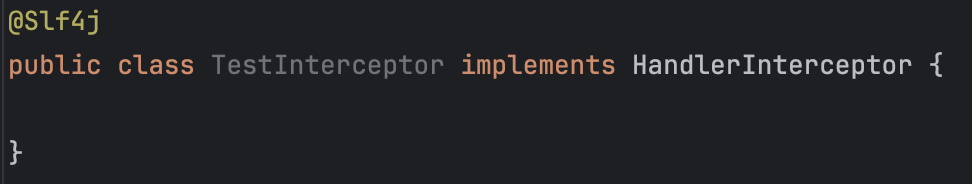 @Slf4j
public class TestInterceptor implements HandlerInterceptor {
}